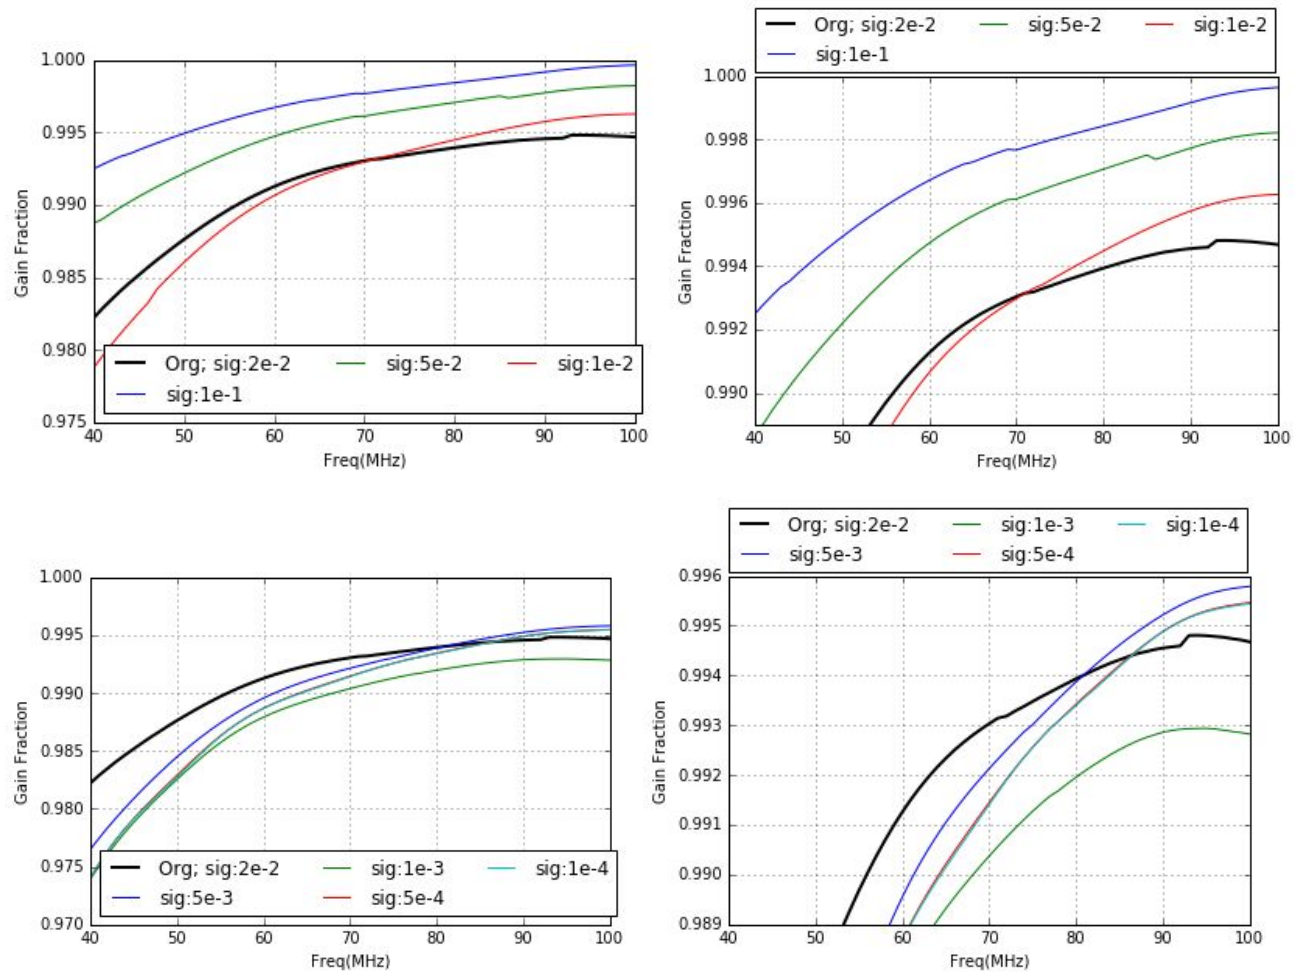 Org; sig:2e-2 sig:5e-2 sig:1e-2
sig:1e-1
1.000
0.995
0.990
0.985
0.980
0.975
Gain Fraction
Org; sig:2e-2 sig:5e-2 sig:1e-2
sig:1e-1
40 50 60 70 80 90 100
Freq(MHz)
1.000
0.998
0.996
0.994
0.992
0.990
Gain Fraction
40 50 60 70 80 90 100
Freq(MHz)
1.000
0.995
0.990
0.985
0.980
0.975
0.970
Gain Fraction
Org; sig:2e-2 sig:1e-3 sig:1e-4
sig:5e-3 sig:5e-4
40 50 60 70 80 90 100
Freq(MHz)
Org; sig:2e-2 sig:1e-3 sig:1e-4
sig:5e-3 sig:5e-4
0.996
0.995
0.994
0.993
0.992
0.991
0.990
0.989
Gain Fraction
40 50 60 70 80 90 100
Freq(MHz)